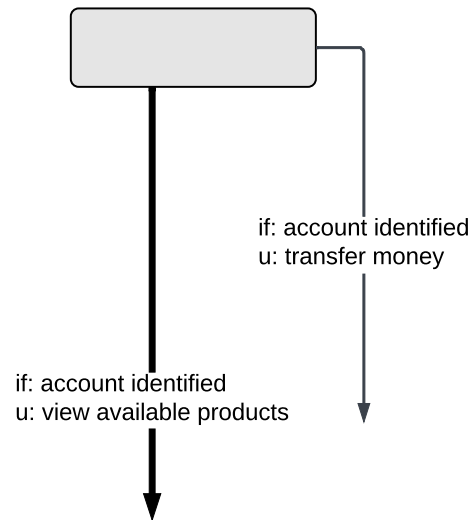 if: account identified
u: transfer money
if: account identified
u: view available products